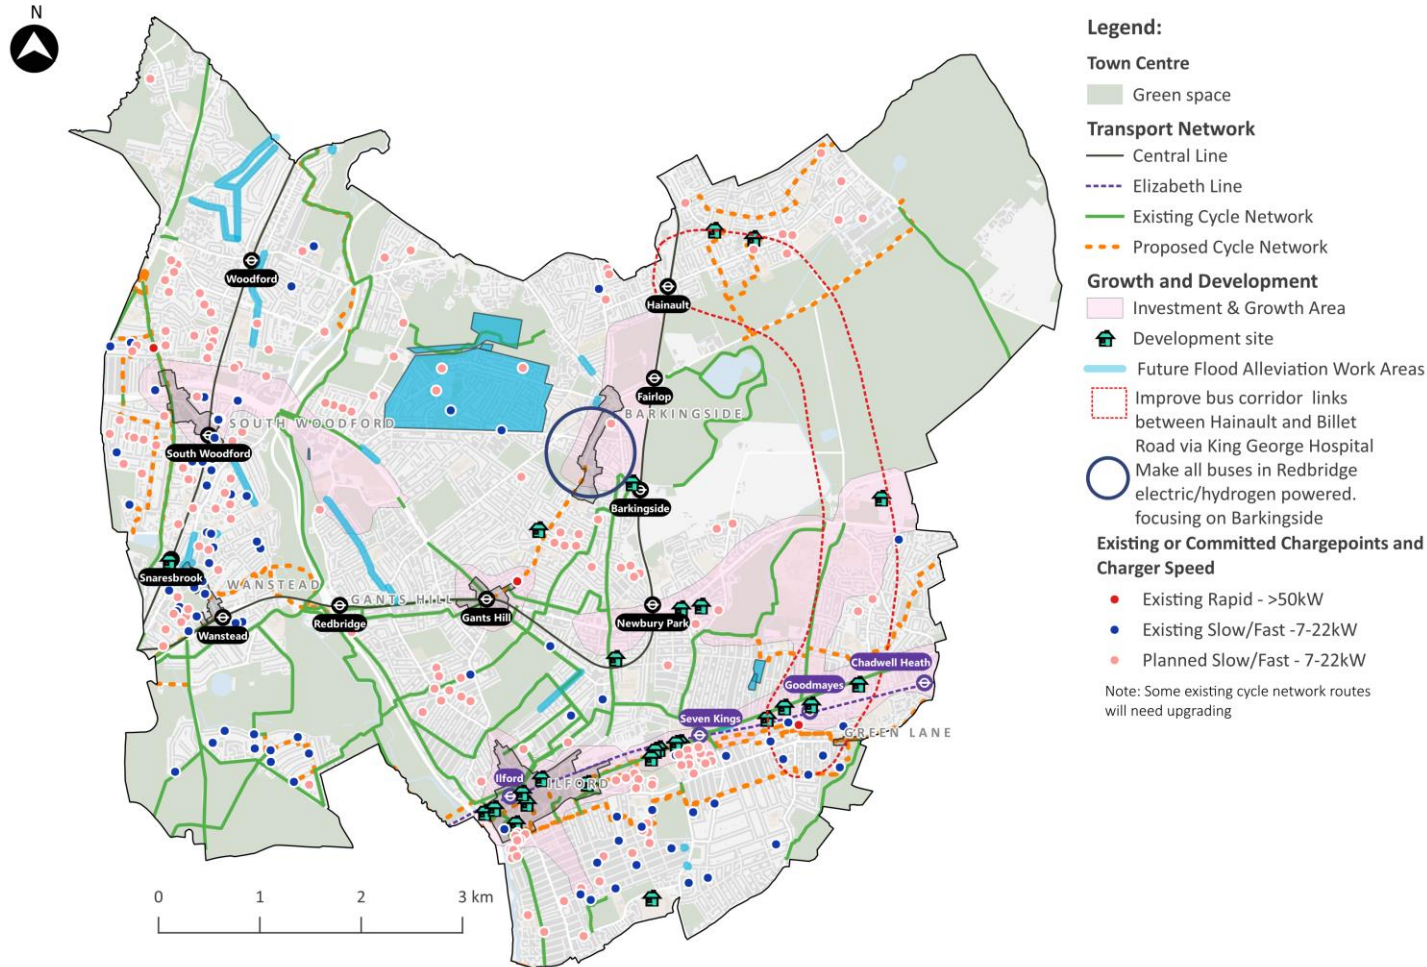 N
Woodford
Hainault
Fairlop
BARKINGSIDE
SOUTH WOODFORD
South Woodford
Barkingside
Snaresbrook
WANSTEAD
GANTS HILL
Wanstead
Redbridge
Gants Hill
Newbury Park
Chadwell Heath
Goodmayes
Seven Kings
GREEN LANE
Ilford
ILFORD
0 1 2 3 km
Legend:
Town Centre
Green space
Transport Network
Central Line
Elizabeth Line
Existing Cycle Network
Proposed Cycle Network
Growth and Development
Investment & Growth Area
Development site
Future Flood Alleviation Work Areas
Improve bus corridor links
between Hainault and Billet
Road via King George Hospital
Make all buses in Redbridge
electric/hydrogen powered.
focusing on Barkingside
Existing or Committed Chargepoints and
Charger Speed
Existing Rapid - >50kW
Existing Slow/Fast -7-22kW
Planned Slow/Fast - 7-22kW
Note: Some existing cycle network routes
will need upgrading